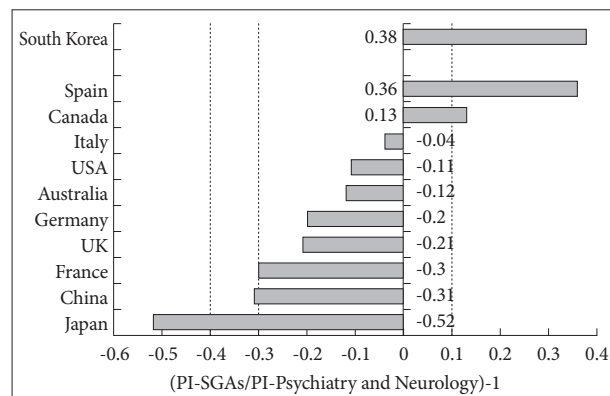 South Korea 0.38
Spain 0.36
Canada 0.13
Italy -0.04
USA -0.11
Australia -0.12
Germany -0.2
UK -0.21
France -0.3
China -0.31
Japan -0.52
-0.6 -0.5 -0.4 -0.3 -0.2 -0.1 0 0.1 0.2 0.3 0.4
(PI-SGAs/PI-Psychiatry and Neurology)-1